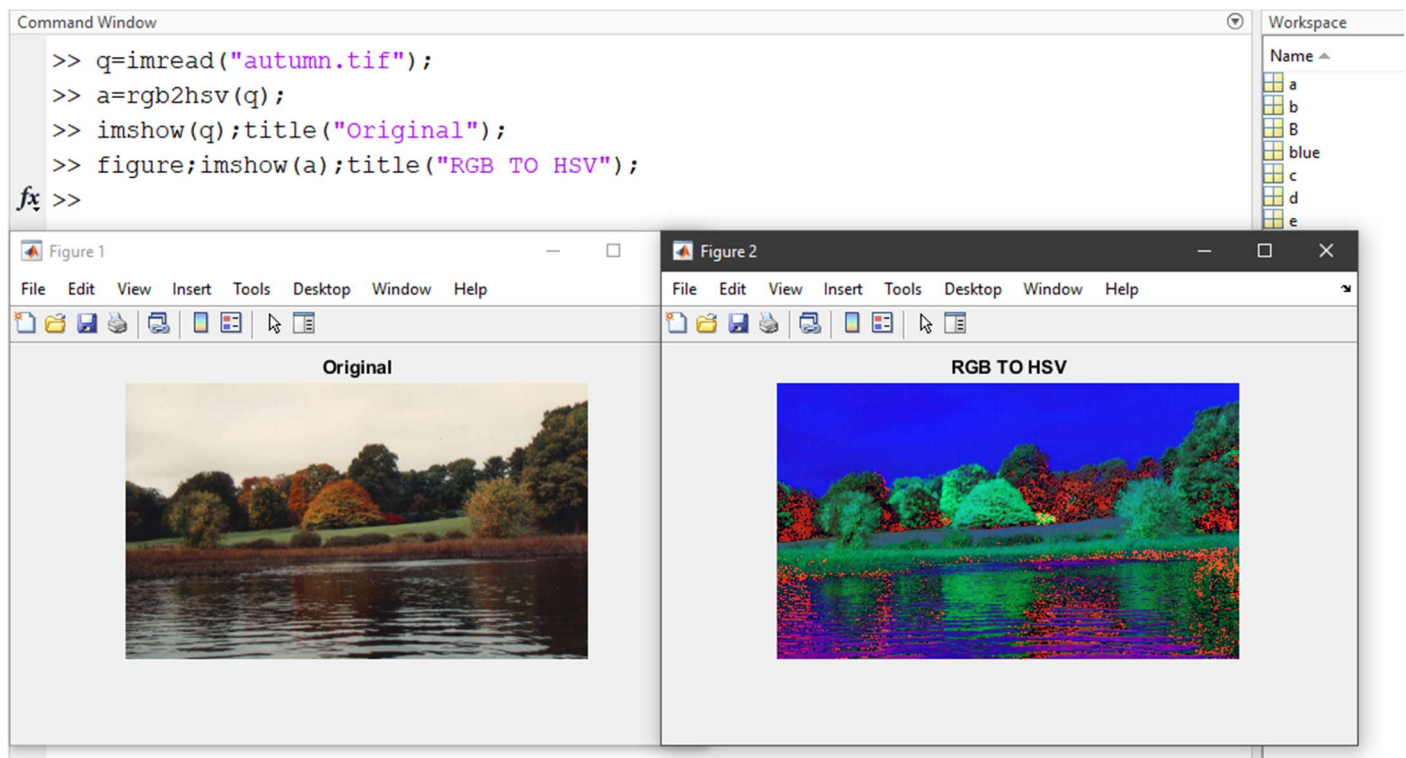 Command Window
>> q=imread("autumn.tif");
>> a=rgb2hsv(q);
>> imshow(q);title("Original");
>> figure;imshow(a);title("RGB TO HSV");
fx >>
Workspace
Name
a
b
B
blue
c
d
e
Figure 1
File Edit View Insert Tools Desktop Window Help
Original
Figure 2
File Edit View Insert Tools Desktop Window Help
RGB TO HSV